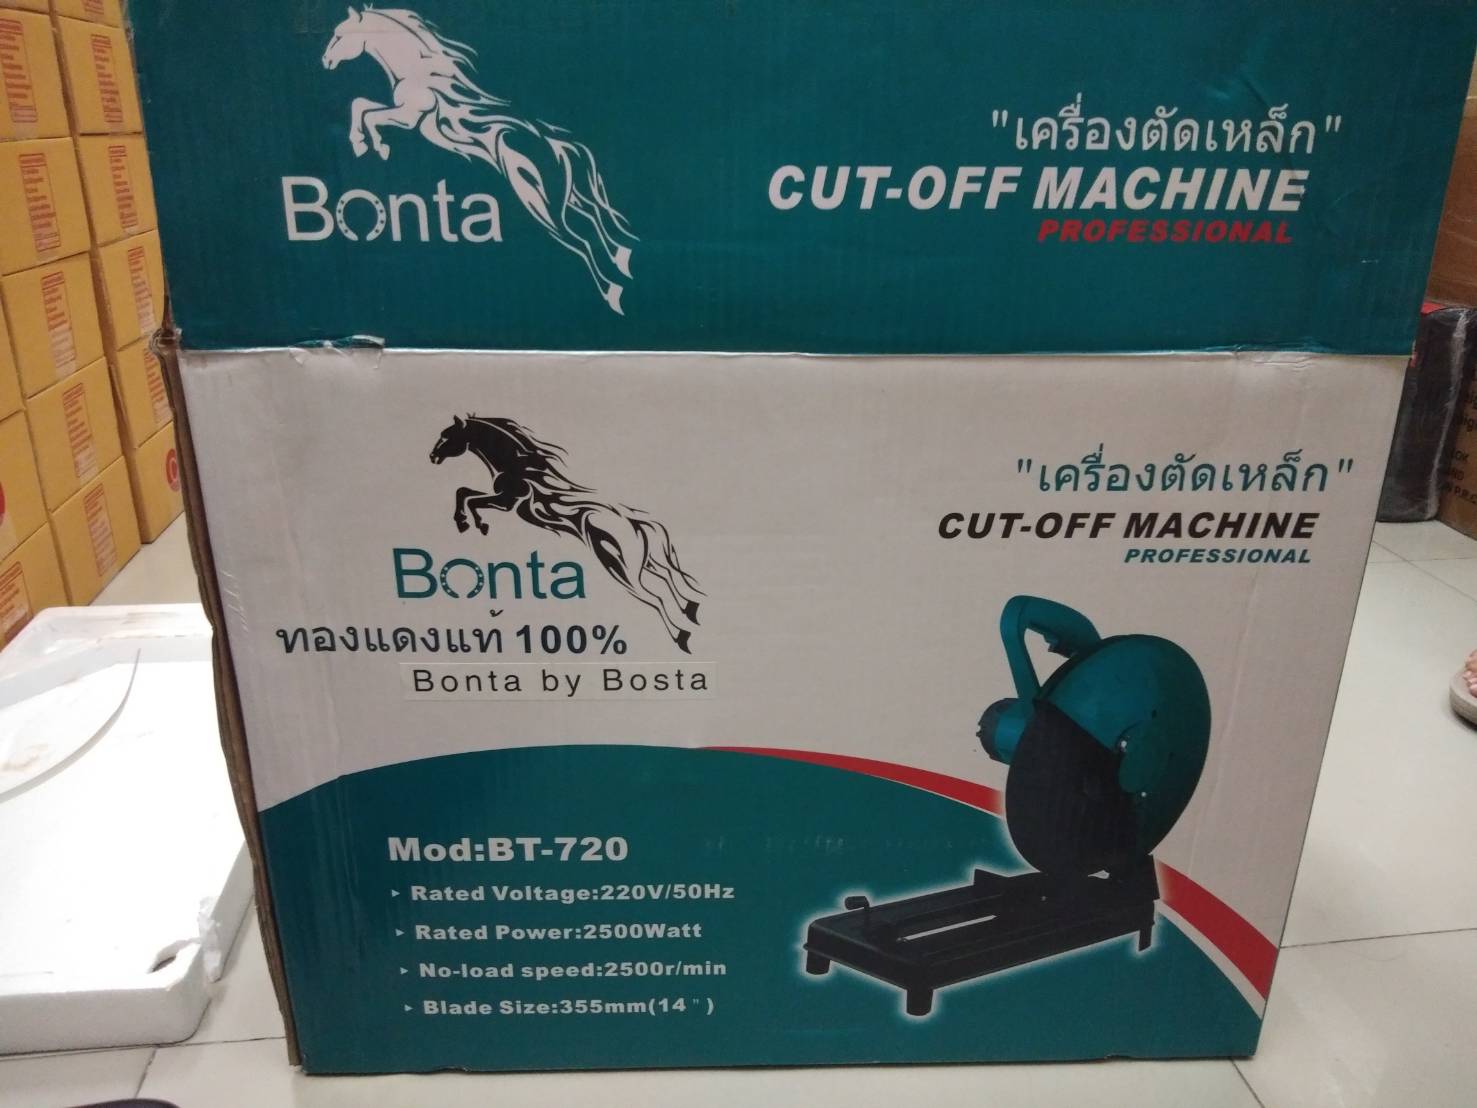 Bonta
"เครื่องตัดเหล็ก"
CUT-OFF MACHINE
PROFESSIONAL
Bonta
ทองแดงแท้ 100%
Bonta by Bosta
"เครื่องตัดเหล็ก"
CUT-OFF MACHINE
PROFESSIONAL
Mod:BT-720
▸ Rated Voltage:220V/50Hz
▸ Rated Power:2500Watt
▸ No-load speed:2500r/min
▸ Blade Size:355mm(14")